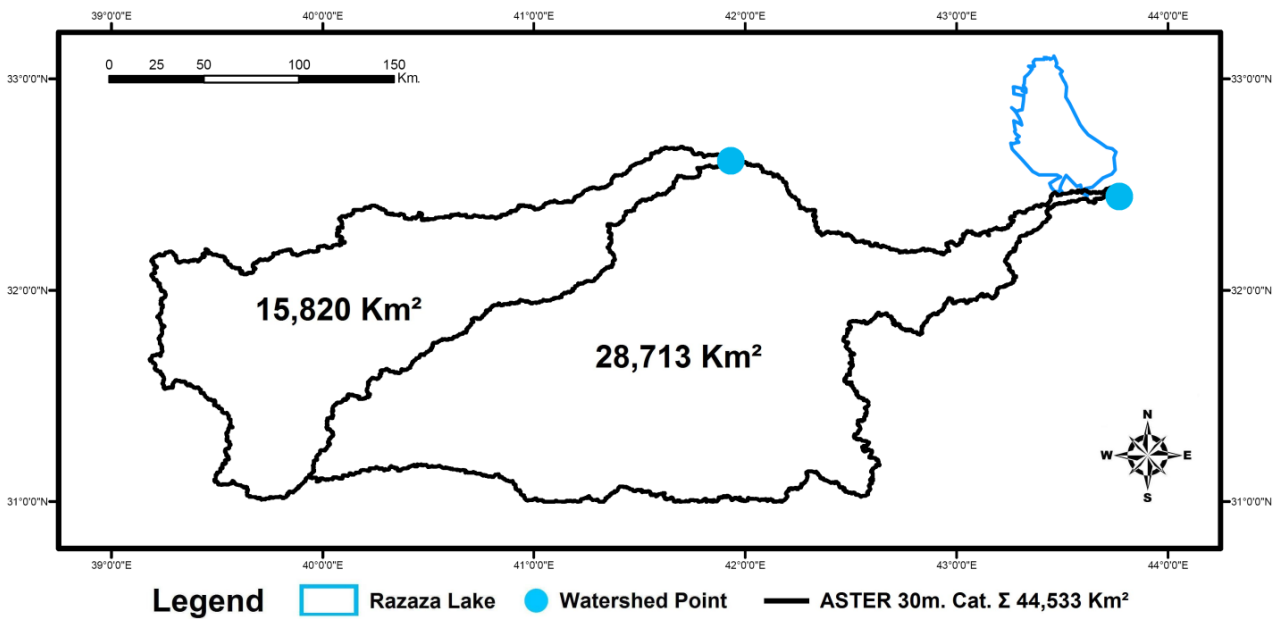 39°0'0"E 40°0'0"E 41°0'0"E 42°0'0"E 43°0'0"E 44°0'0"E
0 25 50 100 150
Km.
33°0'0"N 33°0'0"N
32°0'0"N 32°0'0"N
15,820 Km²
28,713 Km²
N
W E
S
31°0'0"N 31°0'0"N
39°0'0"E 40°0'0"E 41°0'0"E 42°0'0"E 43°0'0"E 44°0'0"E
Legend Razaza Lake Watershed Point ASTER 30m. Cat. Σ 44,533 Km²